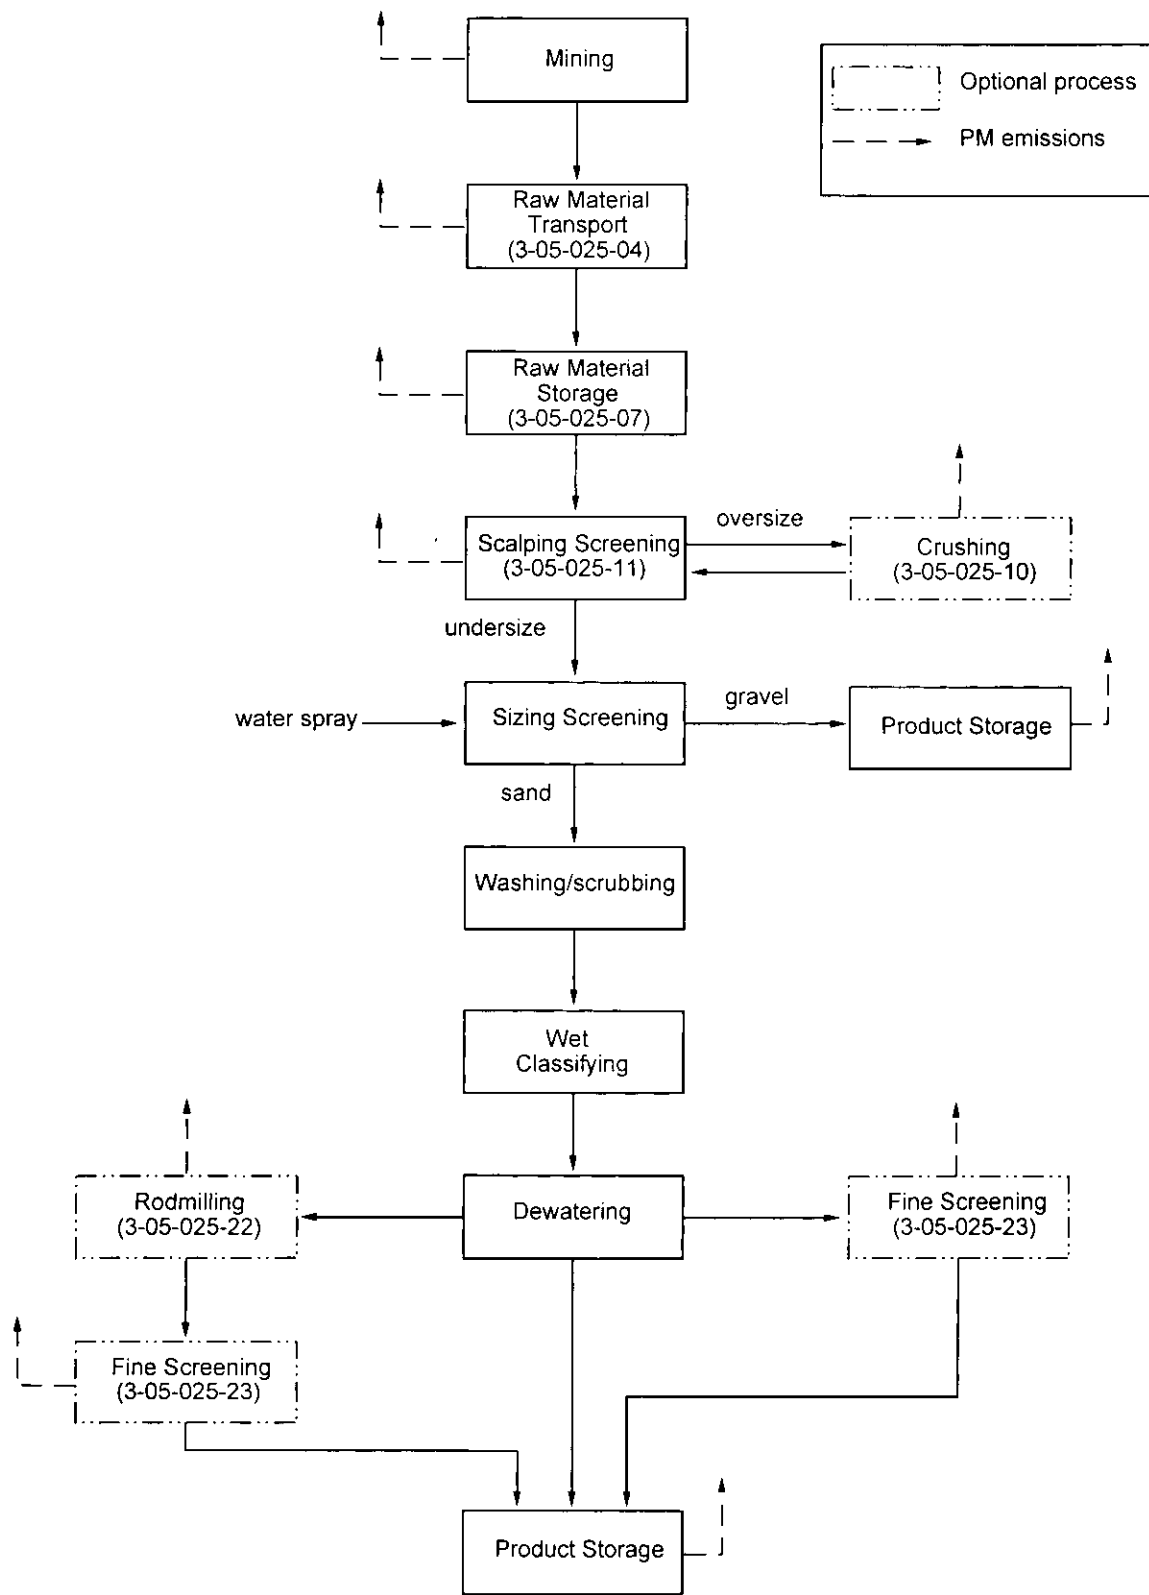 Mining
Optional process
PM emissions
Raw Material
Transport
(3-05-025-04)
Raw Material
Storage
(3-05-025-07)
Scalping Screening
(3-05-025-11)
oversize
Crushing
(3-05-025-10)
undersize
water spray
Sizing Screening
gravel
Product Storage
sand
Washing/scrubbing
Wet
Classifying
Rodmilling
(3-05-025-22)
Dewatering
Fine Screening
(3-05-025-23)
Fine Screening
(3-05-025-23)
Product Storage